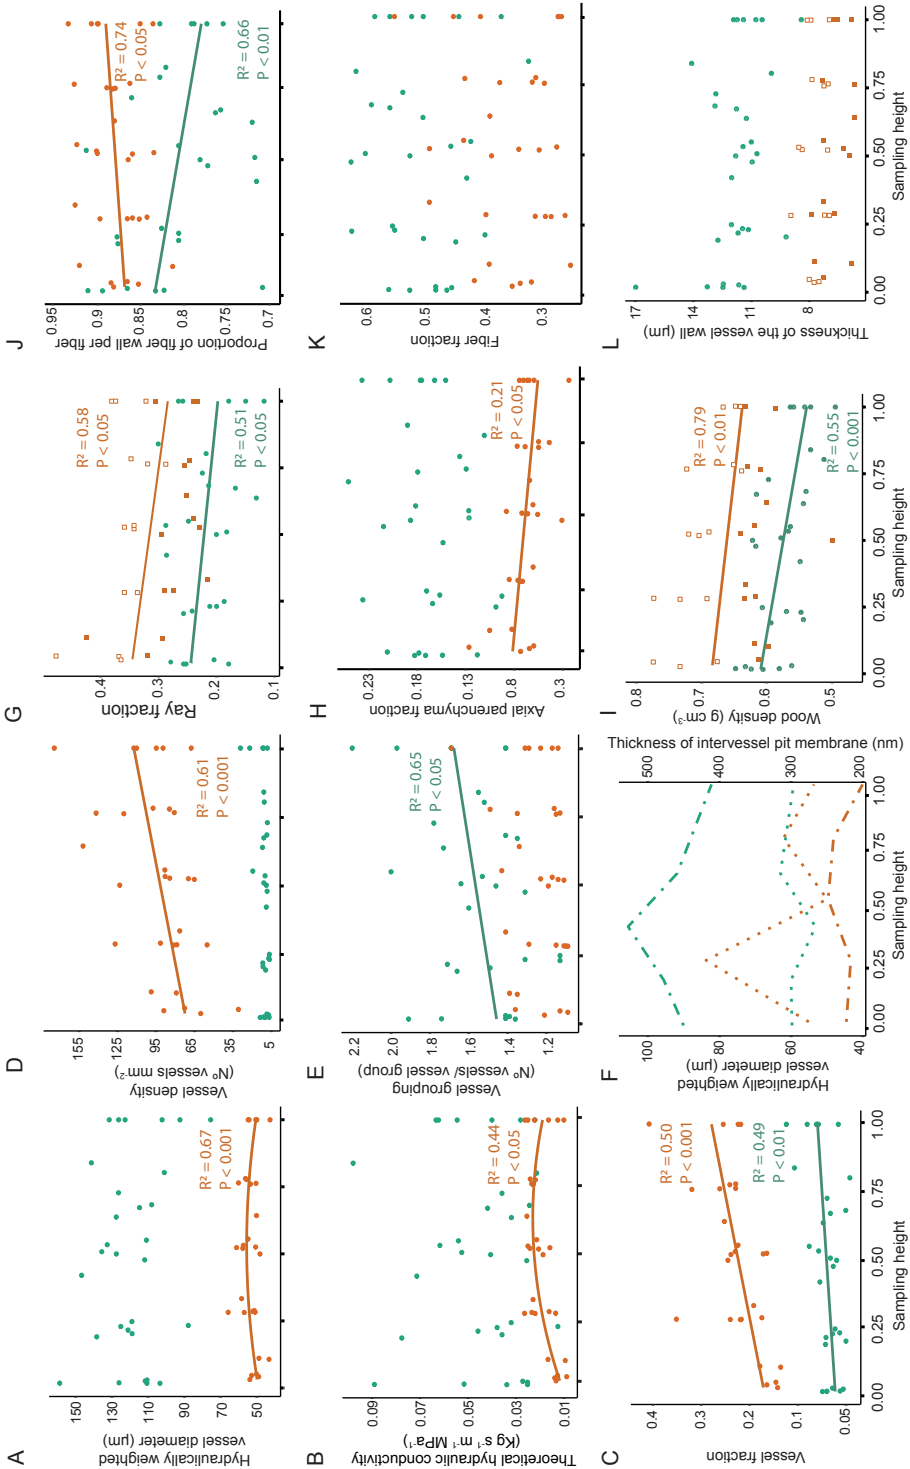 A
Hydraulically weighted
vessel diameter (µm)
150
130
110
90
70
50
R² = 0.67
P < 0.001
B
Theoretical hydraulic conductivity
(Kg s⁻¹ m⁻¹ MPa⁻¹)
0.09
0.07
0.05
0.03
0.01
R² = 0.44
P < 0.05
C
Vessel fraction
0.4
0.3
0.2
0.1
0.05
R² = 0.50
P < 0.001
R² = 0.49
P < 0.01
0.00
0.25
0.50
0.75
1.00
Sampling height
D
Vessel density
(Nº vessels mm⁻²)
155
125
95
65
35
5
R² = 0.61
P < 0.001
E
Vessel grouping
(Nº vessels/ vessel group)
2.2
2.0
1.8
1.6
1.4
1.2
R² = 0.65
P < 0.05
F
Hydraulically weighted
vessel diameter (µm)
100
80
60
40
Thickness of intervessel pit membrane (nm)
500
400
300
200
0.00
0.25
0.50
0.75
1.0
Sampling height
G
Ray fraction
0.4
0.3
0.2
0.1
R² = 0.58
P < 0.05
R² = 0.51
P < 0.05
H
Axial parenchyma fraction
0.23
0.18
0.13
0.8
0.3
R² = 0.21
P < 0.05
I
Wood density (g cm⁻³)
0.8
0.7
0.6
0.5
R² = 0.79
P < 0.01
R² = 0.55
P < 0.001
0.00
0.25
0.50
0.75
1.00
Sampling height
J
Proportion of fiber wall per fiber
0.95
0.9
0.85
0.8
0.75
0.7
R² = 0.74
P < 0.05
R² = 0.66
P < 0.01
K
Fiber fraction
0.6
0.5
0.4
0.3
L
Thickness of the vessel wall (µm)
17
14
11
8
0.00
0.25
0.50
0.75
1.00
Sampling height